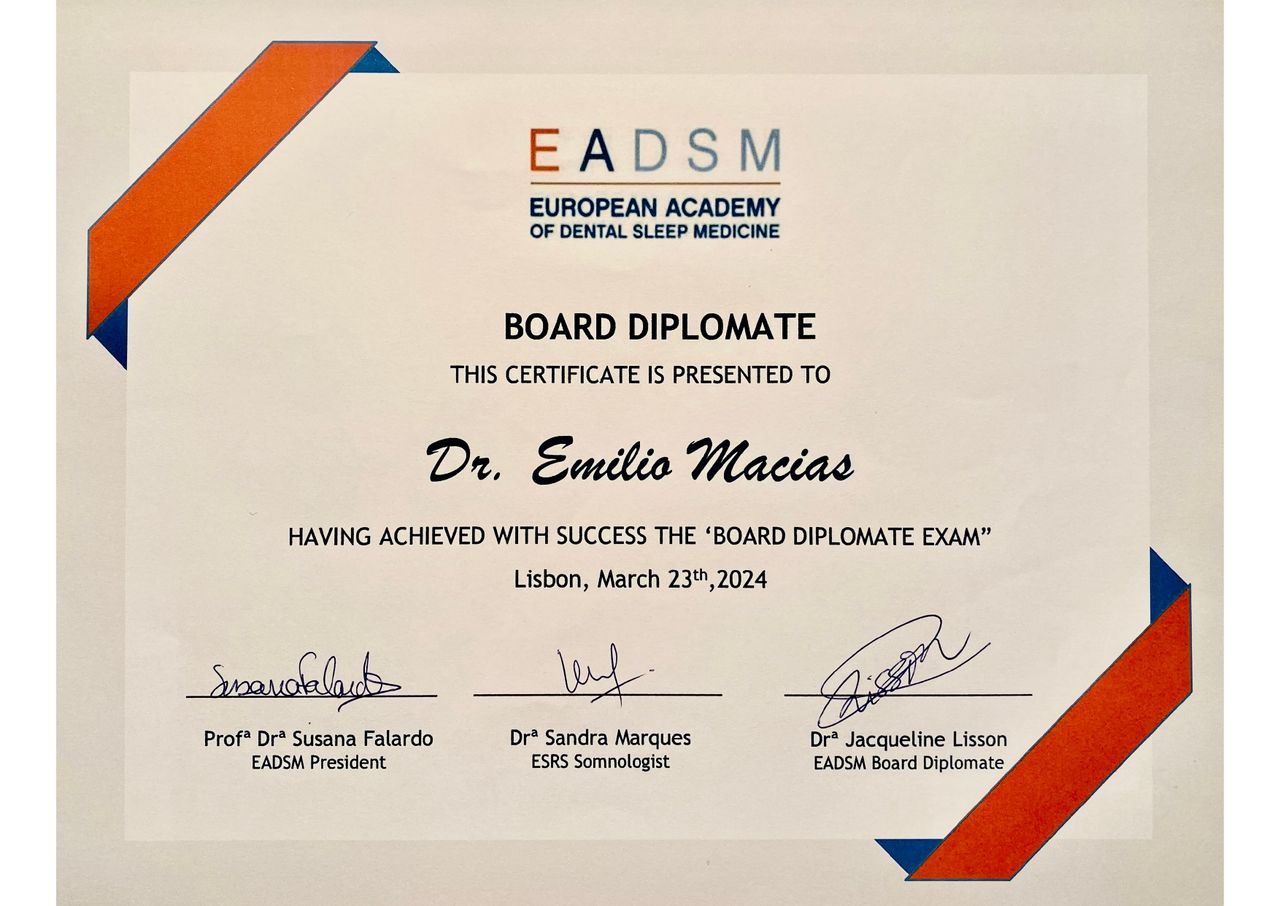 EADSM
EUROPEAN ACADEMY
OF DENTAL SLEEP MEDICINE
BOARD DIPLOMATE
THIS CERTIFICATE IS PRESENTED TO
Dr. Emilio Macias
HAVING ACHIEVED WITH SUCCESS THE ‘BOARD DIPLOMATE EXAM”
Lisbon, March 23th,2024
Susana Falardo
Profª Drª Susana Falardo
EADSM President
Drª Sandra Marques
ESRS Somnologist
Drª Jacqueline Lisson
EADSM Board Diplomate